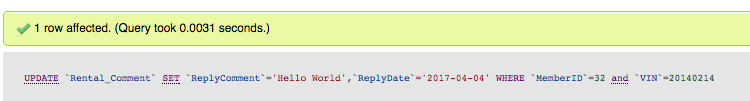 1 row affected. (Query took 0.0031 seconds.)
UPDATE `Rental_Comment` SET `ReplyComment`='Hello World',`ReplyDate`='2017-04-04' WHERE `MemberID`=32 and `VIN`=20140214